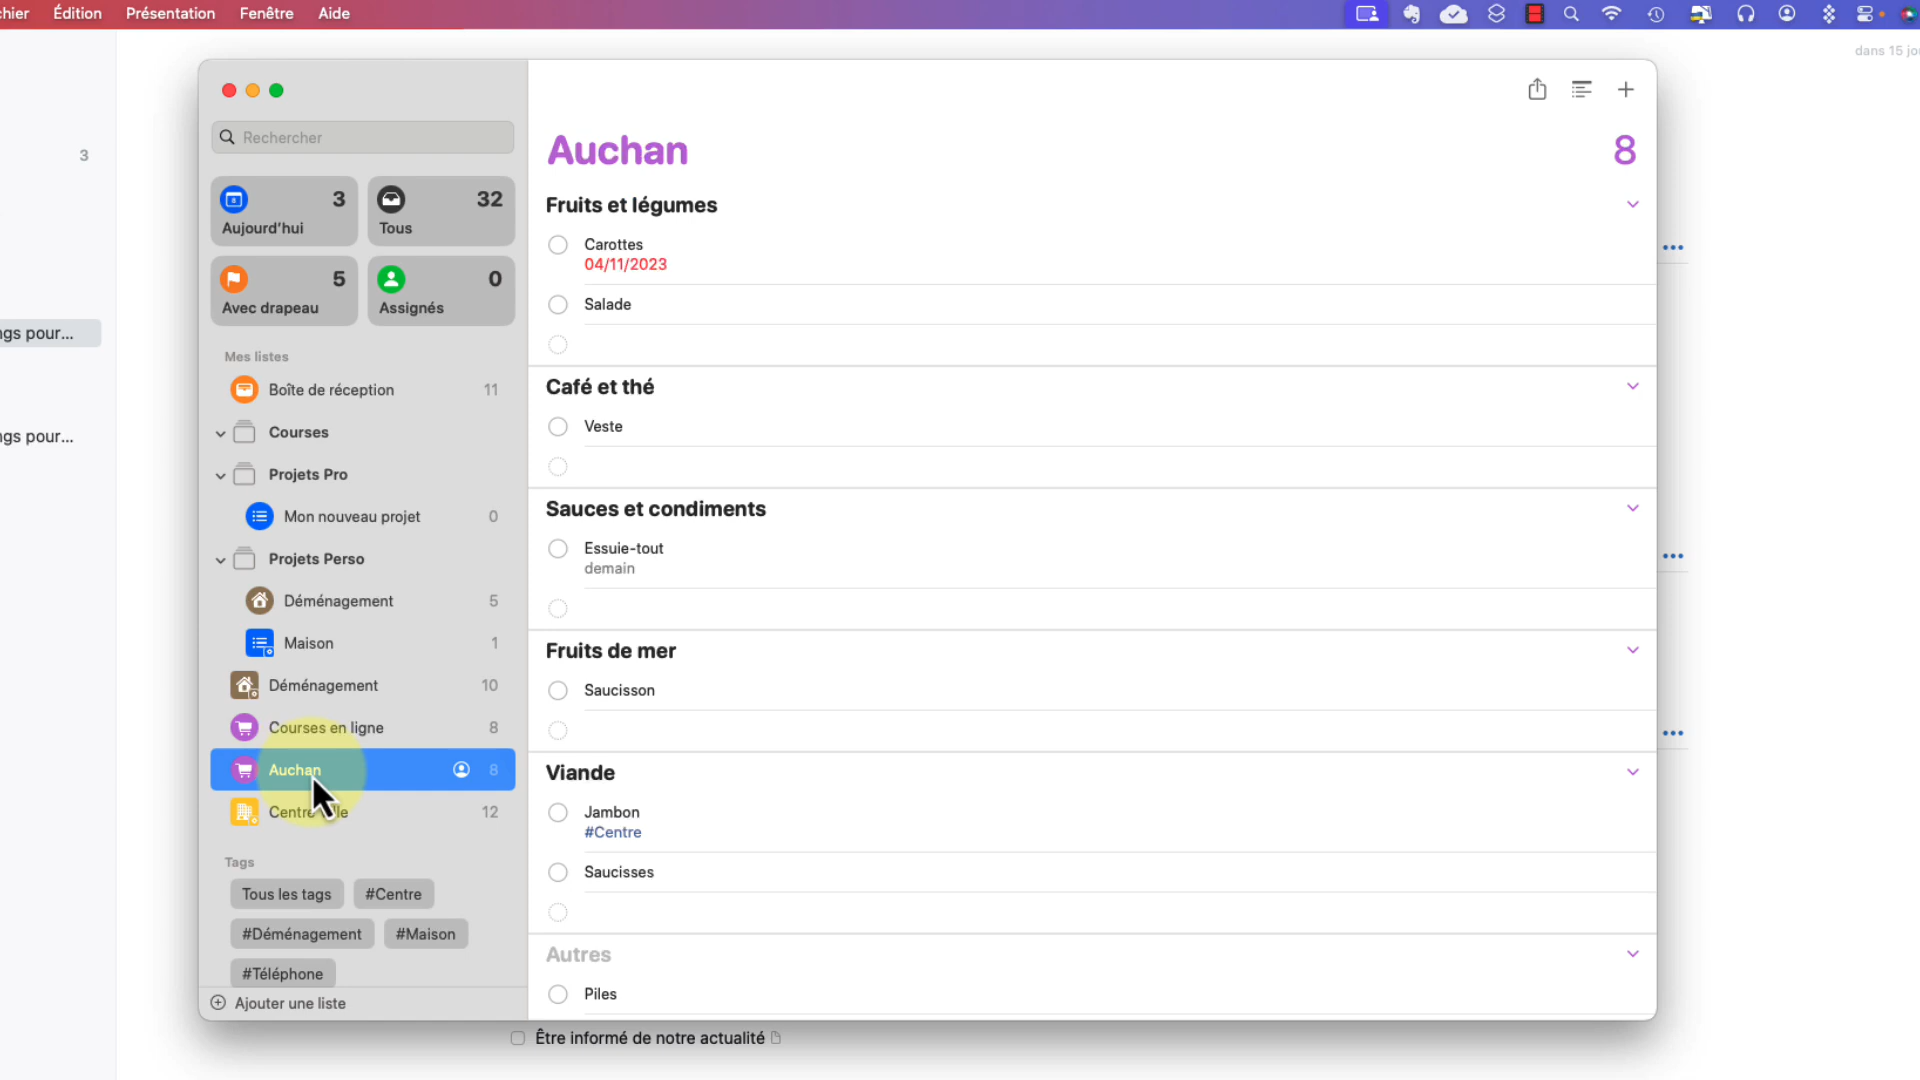 Édition Présentation Fenêtre Aide
dans 15
3
pour...
pour...
Rechercher
3
Aujourd'hui
32
Tous
5
Avec drapeau
0
Assignés
Mes listes
Boîte de réception 11
Courses
Projets Pro
Mon nouveau projet 0
Projets Perso
Déménagement 5
Maison 1
Déménagement 10
Courses en ligne 8
Auchan 8
12
Tags
Tous les tags #Centre
#Déménagement #Maison
#Téléphone
Ajouter une liste
Auchan 8
Fruits et légumes
Carottes
04/11/2023
Salade
Café et thé
Veste
Sauces et condiments
Essuie-tout
demain
Fruits de mer
Saucisson
Viande
Jambon
#Centre
Saucisses
Autres
Piles
Être informé de notre actualité